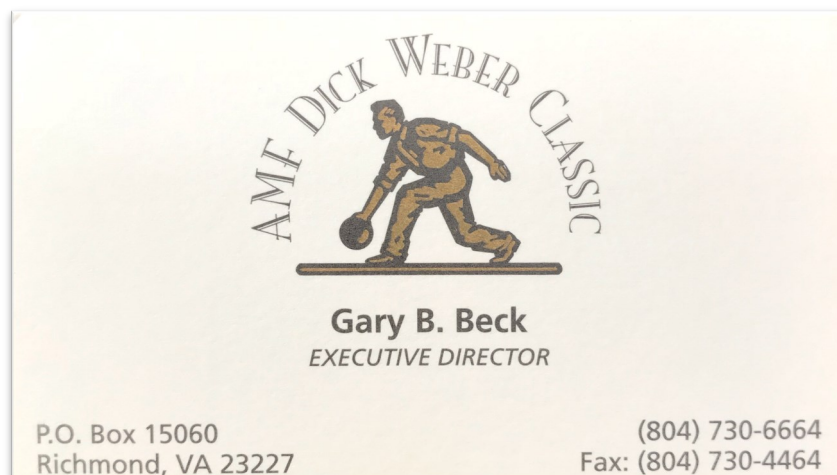 AMF DICK WEBER CLASSIC
Gary B. Beck
EXECUTIVE DIRECTOR
P.O. Box 15060
Richmond, VA 23227
(804) 730-6664
Fax: (804) 730-4464